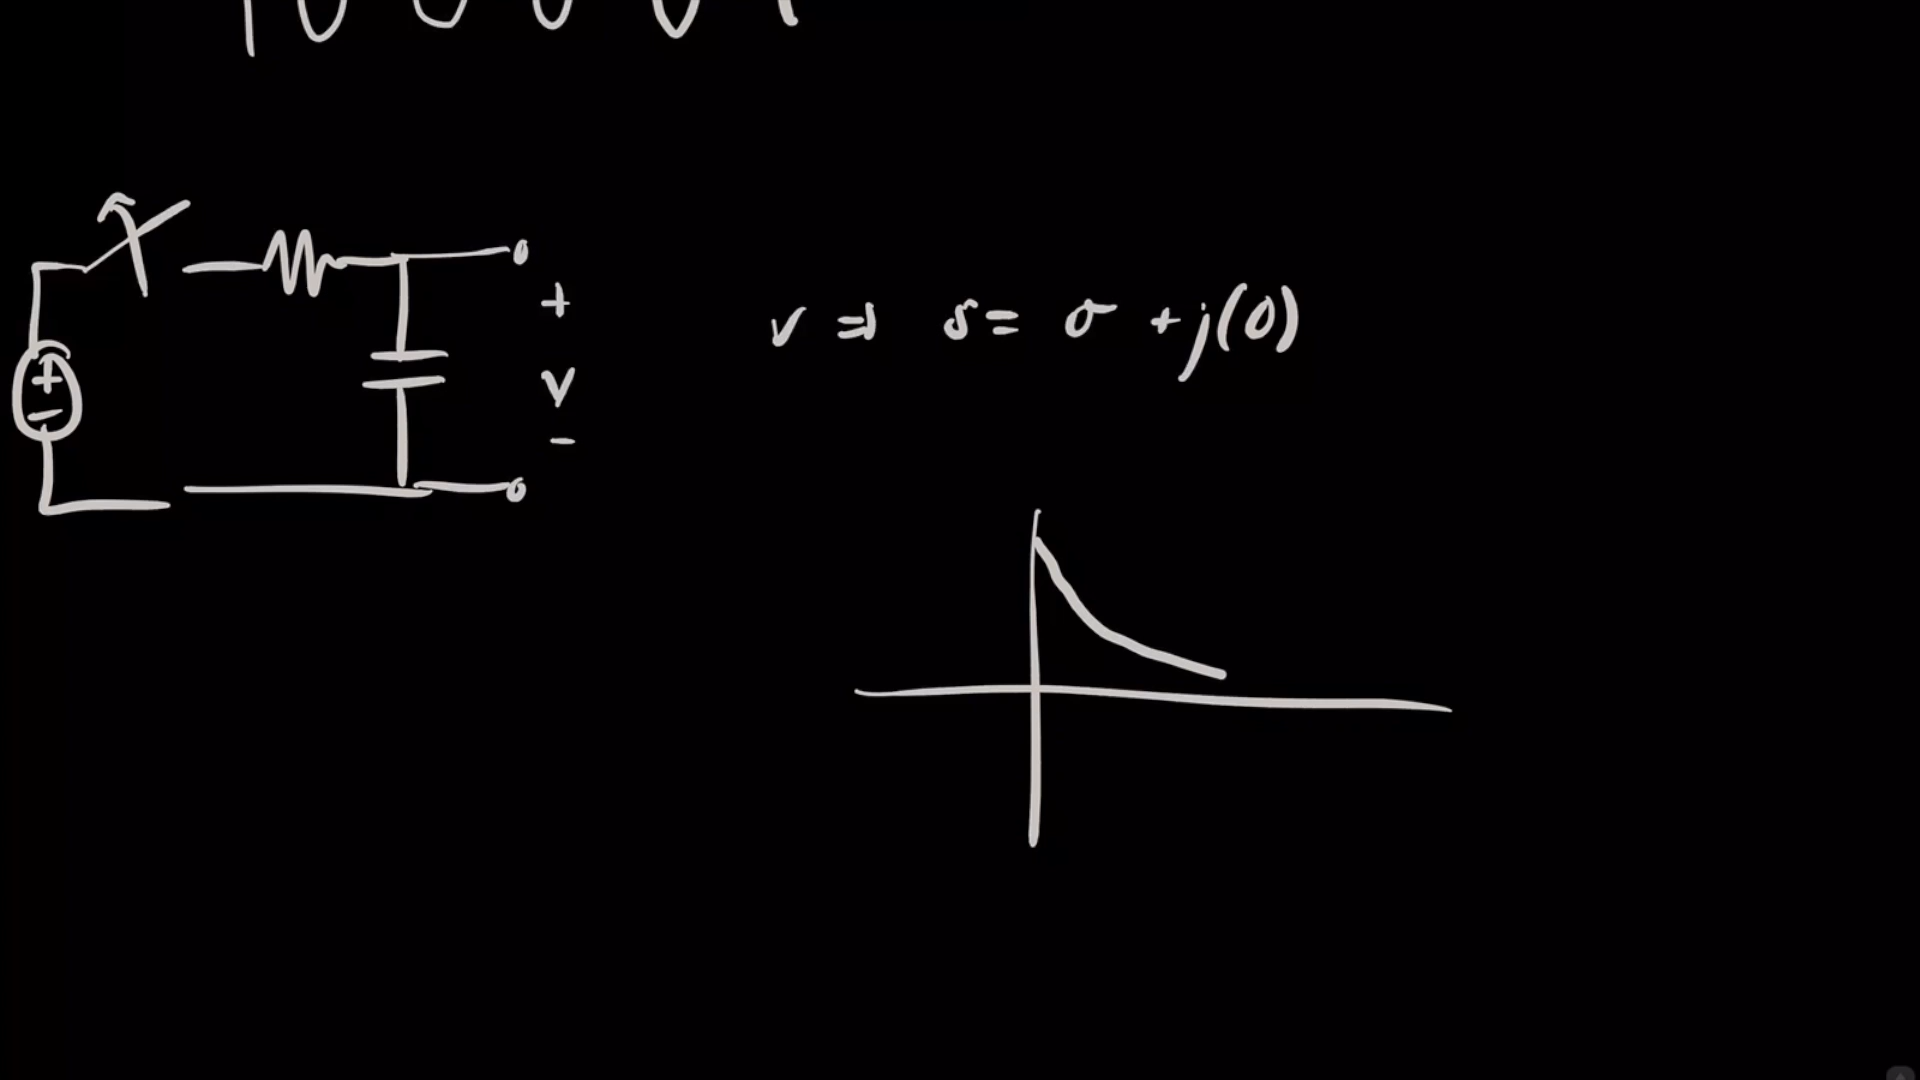 +
-
+
v
-
v ⇒ s = σ + j(0)